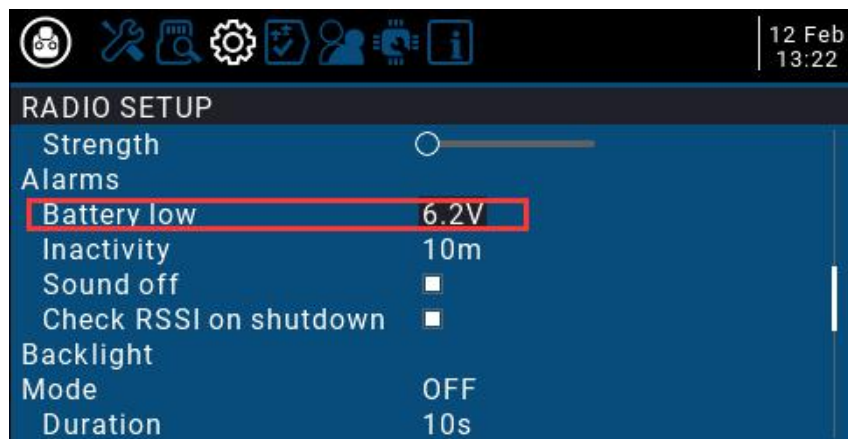 12 Feb
13:22
RADIO SETUP
Strength
Alarms
Battery low 6.2V
Inactivity 10m
Sound off
Check RSSI on shutdown
Backlight
Mode OFF
Duration 10s